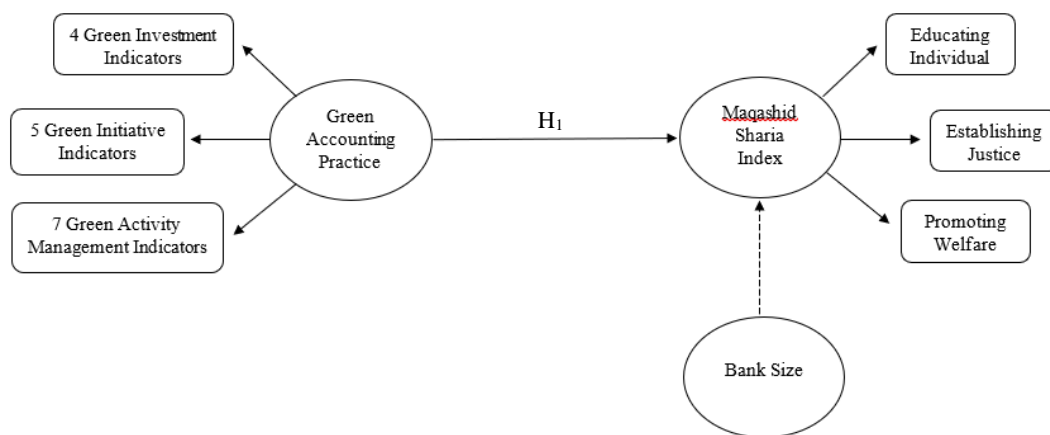 4 Green Investment
Indicators
5 Green Initiative
Indicators
7 Green Activity
Management Indicators
Green
Accounting
Practice
H₁
Maqashid
Sharia
Index
Educating
Individual
Establishing
Justice
Promoting
Welfare
Bank Size